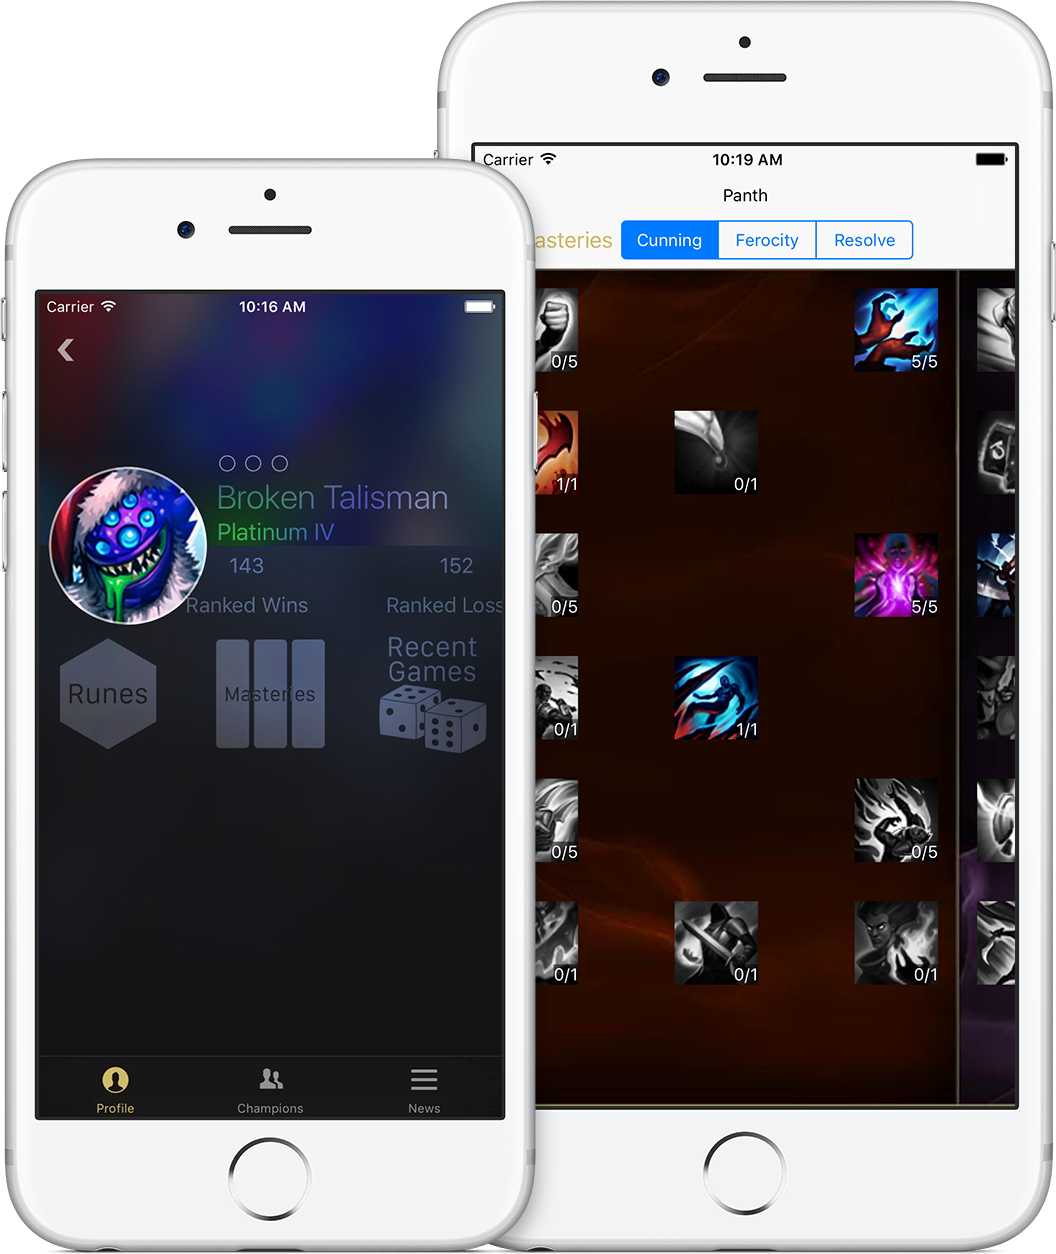 Carrier 10:16 AM
Broken Talisman
Platinum IV
143 152
Ranked Wins Ranked Loss
Runes Masteries Recent
Games
Profile Champions News
Carrier 10:19 AM
Panth
asteries Cunning Ferocity Resolve
0/5 5/5
1/1 0/1
0/5 5/5
0/1 1/1
0/5 0/5
0/1 0/1 0/1